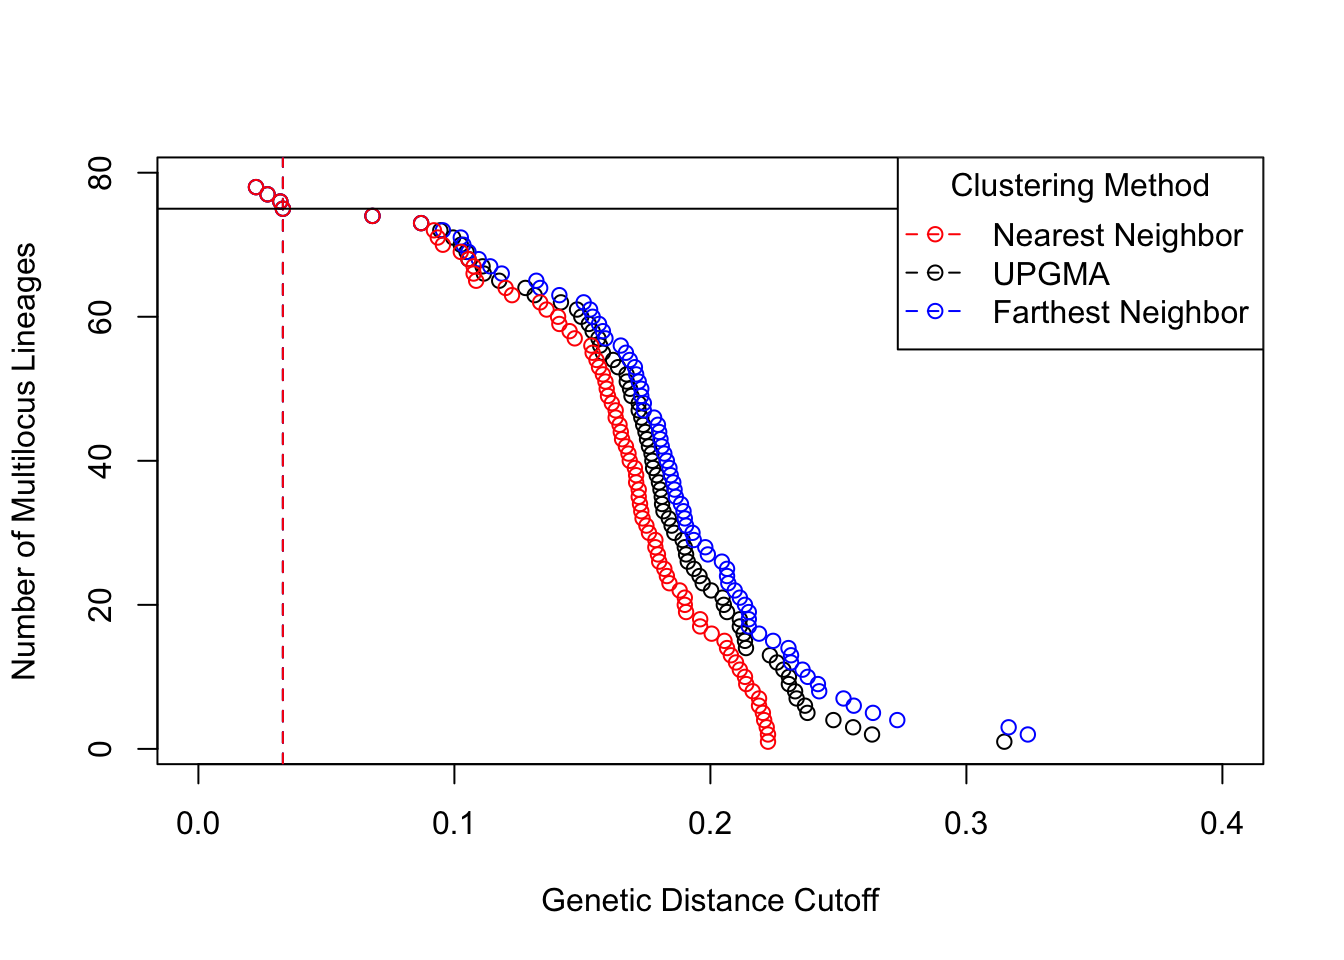 Clustering Method
Nearest Neighbor
UPGMA
Farthest Neighbor
Number of Multilocus Lineages
80
60
40
20
0
0.0 0.1 0.2 0.3 0.4
Genetic Distance Cutoff